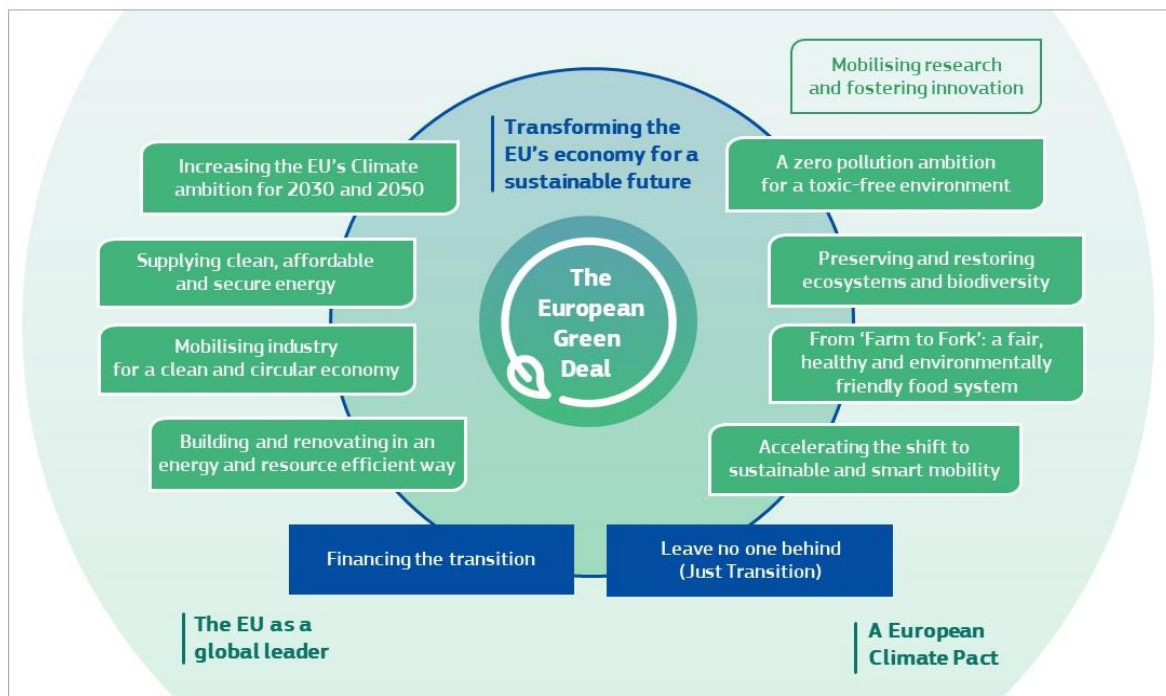 Mobilising research
and fostering innovation
Transforming the
EU's economy for a
sustainable future
Increasing the EU's Climate
ambition for 2030 and 2050
A zero pollution ambition
for a toxic-free environment
Supplying clean, affordable
and secure energy
Preserving and restoring
ecosystems and biodiversity
The
European
Green
Deal
Mobilising industry
for a clean and circular economy
From ‘Farm to Fork’: a fair,
healthy and environmentally
friendly food system
Building and renovating in an
energy and resource efficient way
Accelerating the shift to
sustainable and smart mobility
Financing the transition
Leave no one behind
(Just Transition)
The EU as a
global leader
A European
Climate Pact